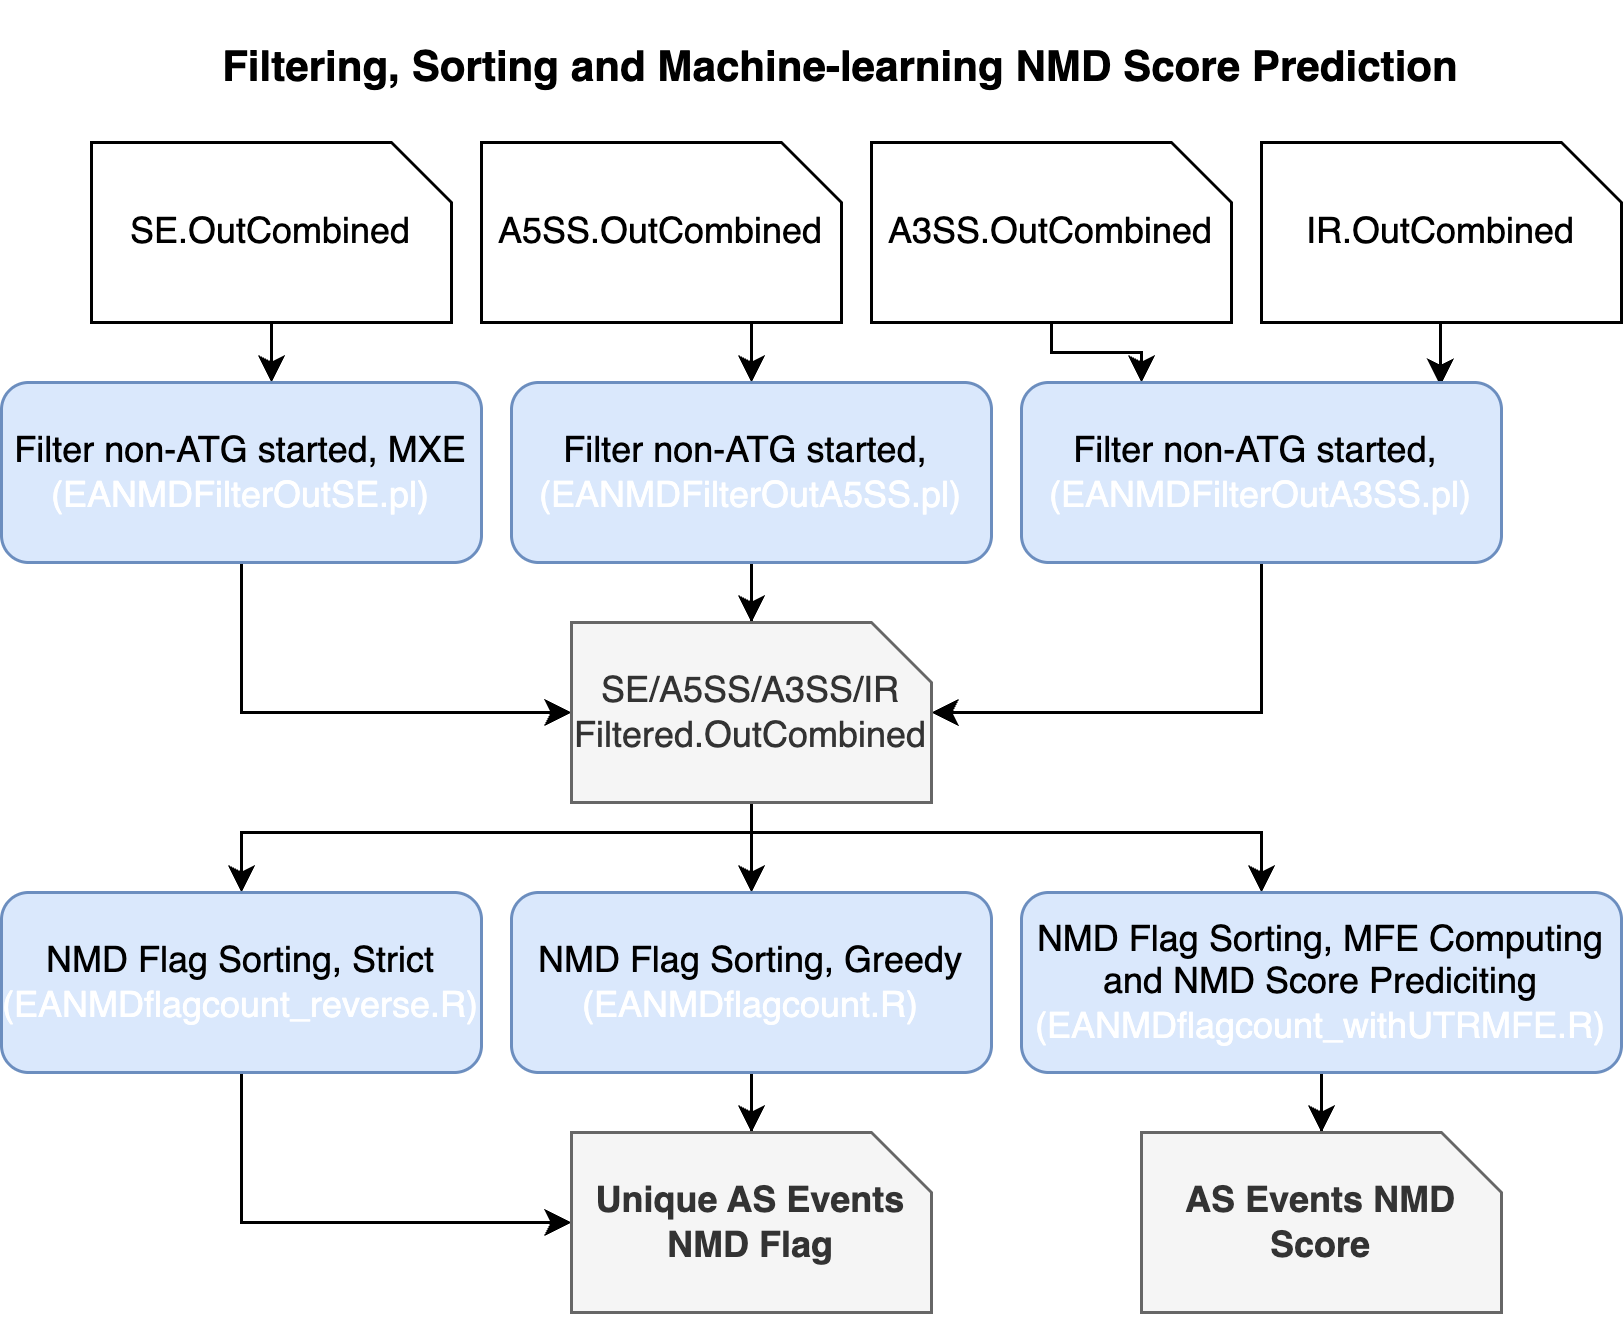 Filtering, Sorting and Machine-learning NMD Score Prediction
SE.OutCombined
A5SS.OutCombined
A3SS.OutCombined
IR.OutCombined
Filter non-ATG started, MXE
(EANMDFilterOutSE.pl)
Filter non-ATG started,
(EANMDFilterOutA5SS.pl)
Filter non-ATG started,
(EANMDFilterOutA3SS.pl)
SE/A5SS/A3SS/IR
Filtered.OutCombined
NMD Flag Sorting, Strict
(EANMDflagcount_reverse.R)
NMD Flag Sorting, Greedy
(EANMDflagcount.R)
NMD Flag Sorting, MFE Computing
and NMD Score Prediciting
(EANMDflagcount_withUTRMFE.R)
Unique AS Events
NMD Flag
AS Events NMD
Score